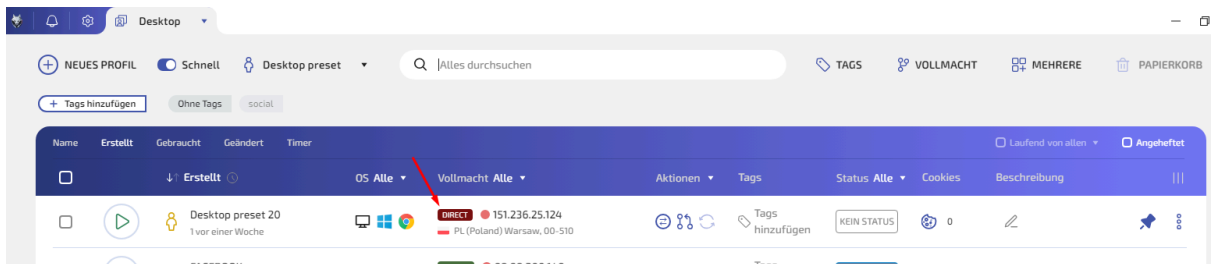 Desktop
NEUES PROFIL Schnell Desktop preset Alles durchsuchen TAGS VOLLMACHT MEHRERE PAPIERKORB
+ Tags hinzufügen Ohne Tags social
Name Erstellt Gebraucht Geändert Timer Laufend von allen Angeheftet
Erstellt OS Alle Vollmacht Alle Aktionen Tags Status Alle Cookies Beschreibung
Desktop preset 20 DIRECT 151.236.25.124 Tags hinzufügen KEIN STATUS 0
1 vor einer Woche PL (Poland) Warsaw, 00-510